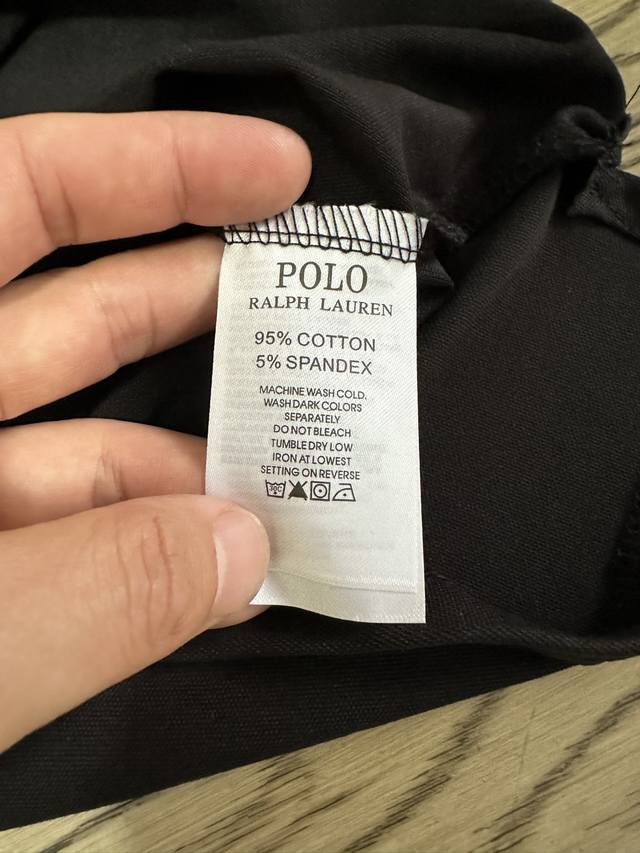 POLO
RALPH LAUREN
95% COTTON
5% SPANDEX
MACHINE WASH COLD.
WASH DARK COLORS
SEPARATELY
DO NOT BLEACH
TUMBLE DRY LOW
IRON AT LOWEST
SETTING ON REVERSE
30C